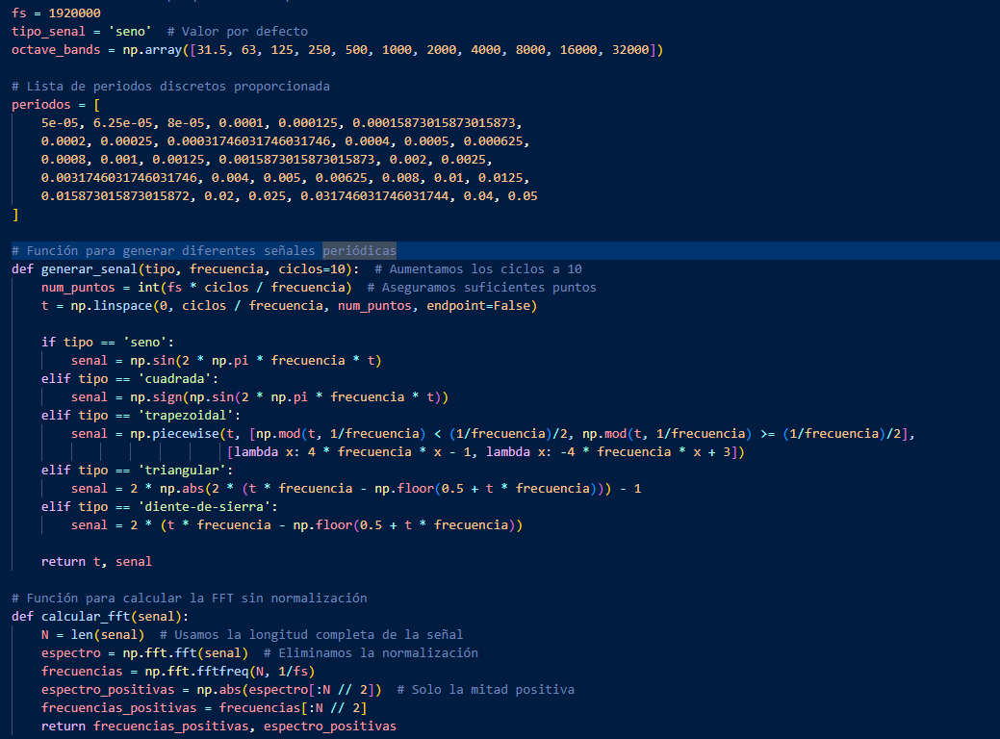 fs = 1920000
tipo_senal = 'seno'  # Valor por defecto
octave_bands = np.array([31.5, 63, 125, 250, 500, 1000, 2000, 4000, 8000, 16000, 32000])
# Lista de periodos discretos proporcionada
periodos = [
    5e-05, 6.25e-05, 8e-05, 0.0001, 0.000125, 0.00015873015873015873,
    0.0002, 0.00025, 0.00031746031746031746, 0.0004, 0.0005, 0.000625,
    0.0008, 0.001, 0.00125, 0.0015873015873015873, 0.002, 0.0025,
    0.0031746031746031746, 0.004, 0.005, 0.00625, 0.008, 0.01, 0.0125,
    0.015873015873015872, 0.02, 0.025, 0.031746031746031744, 0.04, 0.05
]
# Función para generar diferentes señales periódicas
def generar_senal(tipo, frecuencia, ciclos=10):  # Aumentamos los ciclos a 10
    num_puntos = int(fs * ciclos / frecuencia)  # Aseguramos suficientes puntos
    t = np.linspace(0, ciclos / frecuencia, num_puntos, endpoint=False)
    if tipo == 'seno':
        senal = np.sin(2 * np.pi * frecuencia * t)
    elif tipo == 'cuadrada':
        senal = np.sign(np.sin(2 * np.pi * frecuencia * t))
    elif tipo == 'trapezoidal':
        senal = np.piecewise(t, [np.mod(t, 1/frecuencia) < (1/frecuencia)/2, np.mod(t, 1/frecuencia) >= (1/frecuencia)/2],
                             [lambda x: 4 * frecuencia * x - 1, lambda x: -4 * frecuencia * x + 3])
    elif tipo == 'triangular':
        senal = 2 * np.abs(2 * (t * frecuencia - np.floor(0.5 + t * frecuencia))) - 1
    elif tipo == 'diente-de-sierra':
        senal = 2 * (t * frecuencia - np.floor(0.5 + t * frecuencia))
    return t, senal
# Función para calcular la FFT sin normalización
def calcular_fft(senal):
    N = len(senal)  # Usamos la longitud completa de la señal
    espectro = np.fft.fft(senal)  # Eliminamos la normalización
    frecuencias = np.fft.fftfreq(N, 1/fs)
    espectro_positivas = np.abs(espectro[:N // 2])  # Solo la mitad positiva
    frecuencias_positivas = frecuencias[:N // 2]
    return frecuencias_positivas, espectro_positivas